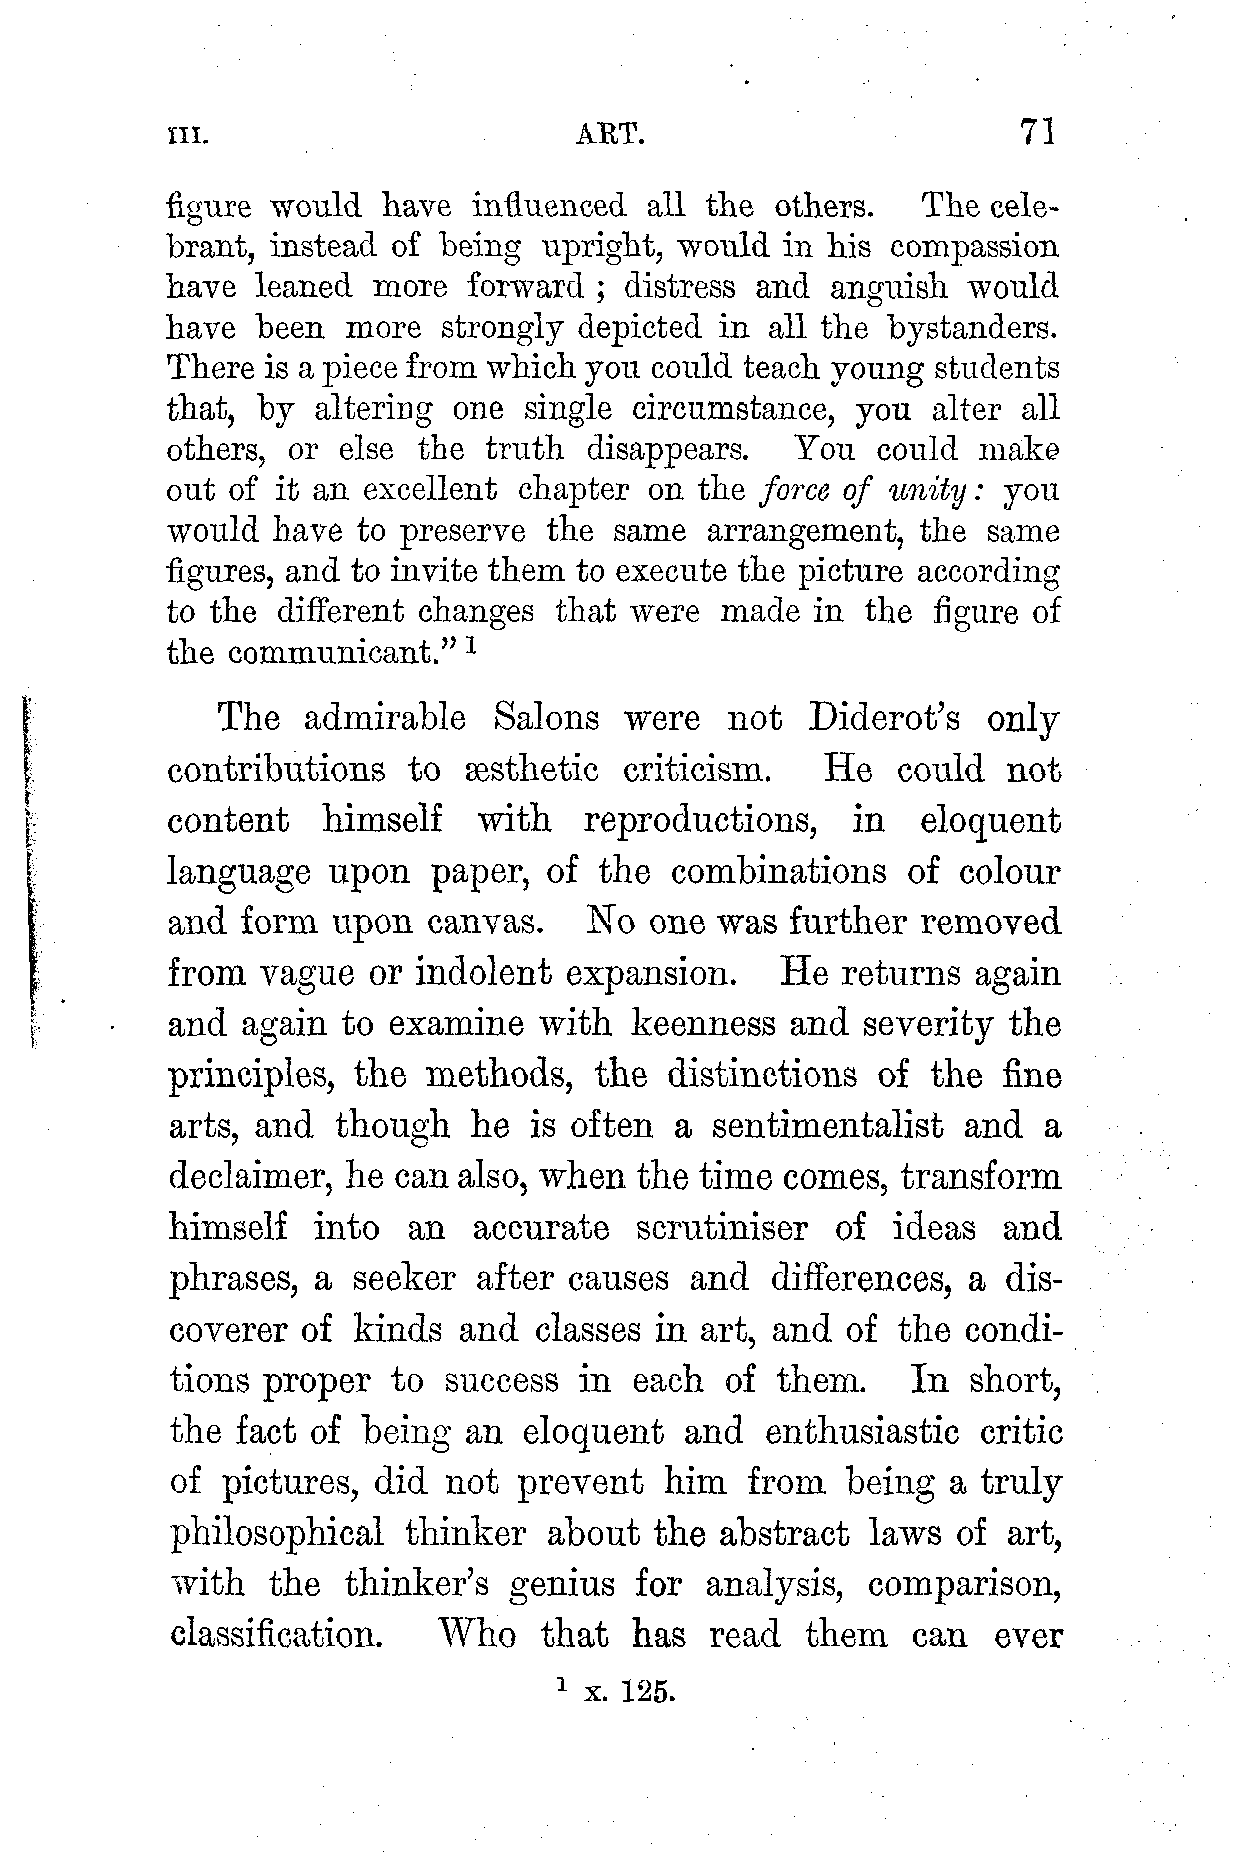 III. ART. 71
figure would have influenced all the others. The cele-
brant, instead of being upright, would in his compassion
have leaned more forward ; distress and anguish would
have been more strongly depicted in all the bystanders.
There is a piece from which you could teach young students
that, by altering one single circumstance, you alter all
others, or else the truth disappears. You could make
out of it an excellent chapter on the force of unity: you
would have to preserve the same arrangement, the same
figures, and to invite them to execute the picture according
to the different changes that were made in the figure of
the communicant.” 1
The admirable Salons were not Diderot’s only
contributions to æsthetic criticism. He could not
content himself with reproductions, in eloquent
language upon paper, of the combinations of colour
and form upon canvas. No one was further removed
from vague or indolent expansion. He returns again
and again to examine with keenness and severity the
principles, the methods, the distinctions of the fine
arts, and though he is often a sentimentalist and a
declaimer, he can also, when the time comes, transform
himself into an accurate scrutiniser of ideas and
phrases, a seeker after causes and differences, a dis-
coverer of kinds and classes in art, and of the condi-
tions proper to success in each of them. In short,
the fact of being an eloquent and enthusiastic critic
of pictures, did not prevent him from being a truly
philosophical thinker about the abstract laws of art,
with the thinker’s genius for analysis, comparison,
classification. Who that has read them can ever
1 x. 125.